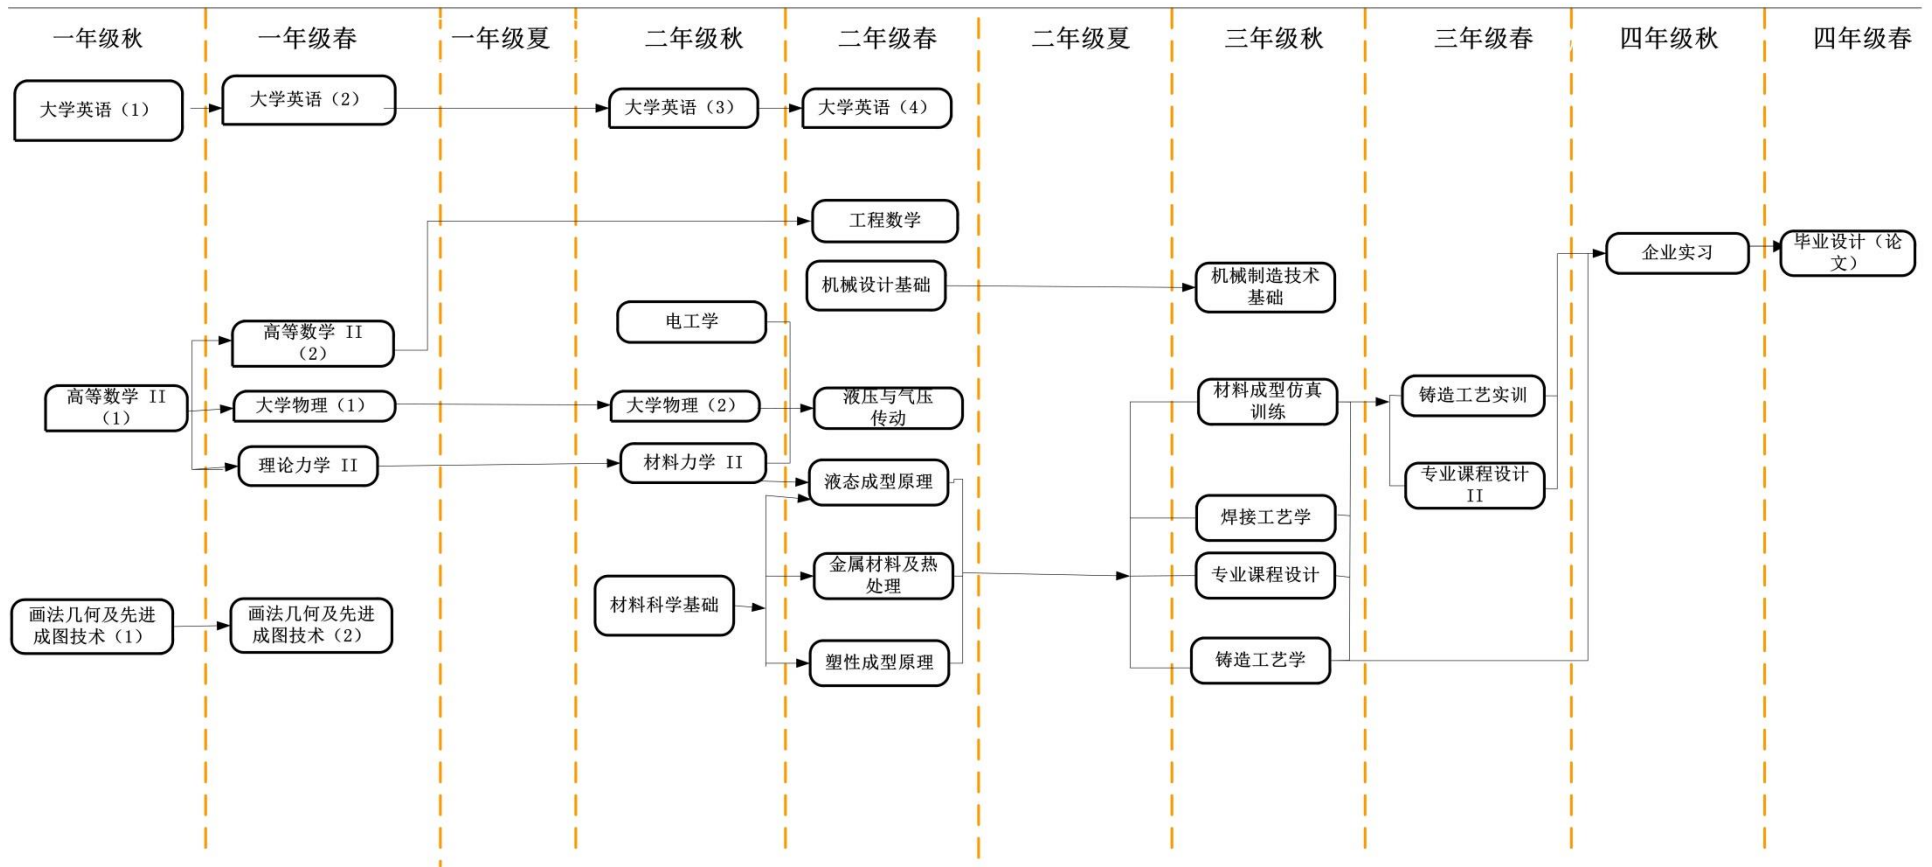 一年级秋
一年级春
一年级夏
二年级秋
二年级春
二年级夏
三年级秋
三年级春
四年级秋
四年级春
大学英语（1）
大学英语（2）
大学英语（3）
大学英语（4）
工程数学
企业实习
毕业设计（论
文）
机械设计基础
机械制造技术
基础
电工学
高等数学 II
（2）
高等数学 II
（1）
大学物理（1）
大学物理（2）
液压与气压
传动
材料成型仿真
训练
铸造工艺实训
理论力学 II
材料力学 II
液态成型原理
专业课程设计
II
焊接工艺学
金属材料及热
处理
专业课程设计
材料科学基础
画法几何及先进
成图技术（1）
画法几何及先进
成图技术（2）
塑性成型原理
铸造工艺学